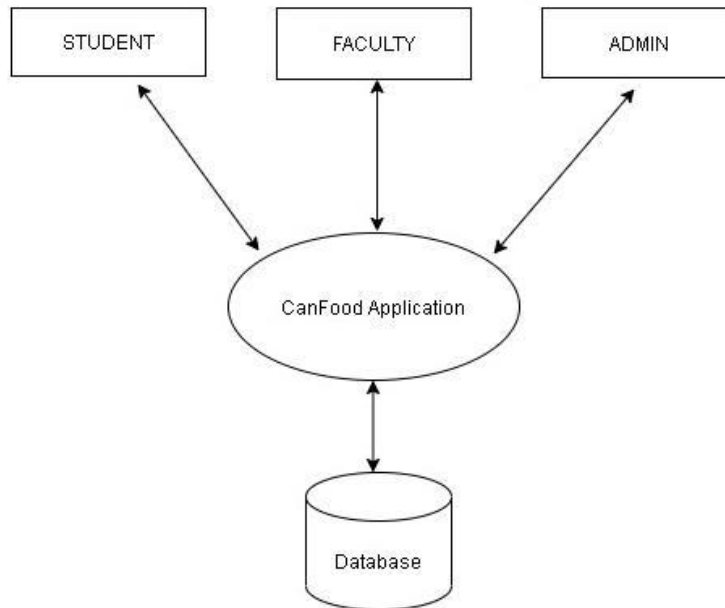 STUDENT
FACULTY
ADMIN
CanFood Application
Database